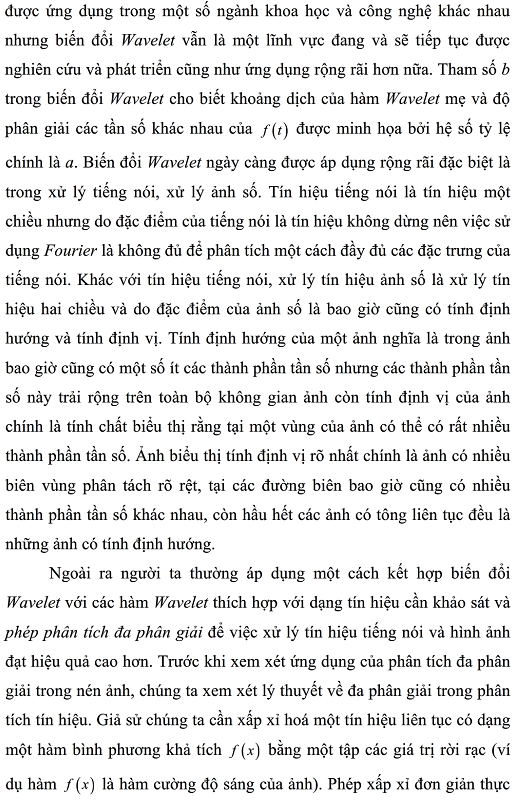 được ứng dụng trong một số ngành khoa học và công nghệ khác nhau
nhưng biến đổi Wavelet vẫn là một lĩnh vực đang và sẽ tiếp tục được
nghiên cứu và phát triển cũng như ứng dụng rộng rãi hơn nữa. Tham số b
trong biến đổi Wavelet cho biết khoảng dịch của hàm Wavelet mẹ và độ
phân giải các tần số khác nhau của f(t) được minh họa bởi hệ số tỷ lệ
chính là a. Biến đổi Wavelet ngày càng được áp dụng rộng rãi đặc biệt là
trong xử lý tiếng nói, xử lý ảnh số. Tín hiệu tiếng nói là tín hiệu một
chiều nhưng do đặc điểm của tiếng nói là tín hiệu không dừng nên việc sử
dụng Fourier là không đủ để phân tích một cách đầy đủ các đặc trưng của
tiếng nói. Khác với tín hiệu tiếng nói, xử lý tín hiệu ảnh số là xử lý tín
hiệu hai chiều và do đặc điểm của ảnh số là bao giờ cũng có tính định
hướng và tính định vị. Tính định hướng của một ảnh nghĩa là trong ảnh
bao giờ cũng có một số ít các thành phần tần số nhưng các thành phần tần
số này trải rộng trên toàn bộ không gian ảnh còn tính định vị của ảnh
chính là tính chất biểu thị rằng tại một vùng của ảnh có thể có rất nhiều
thành phần tần số. Ảnh biểu thị tính định vị rõ nhất chính là ảnh có nhiều
biên vùng phân tách rõ rệt, tại các đường biên bao giờ cũng có nhiều
thành phần tần số khác nhau, còn hầu hết các ảnh có tông liên tục đều là
những ảnh có tính định hướng.
Ngoài ra người ta thường áp dụng một cách kết hợp biến đổi
Wavelet với các hàm Wavelet thích hợp với dạng tín hiệu cần khảo sát và
phép phân tích đa phân giải để việc xử lý tín hiệu tiếng nói và hình ảnh
đạt hiệu quả cao hơn. Trước khi xem xét ứng dụng của phân tích đa phân
giải trong nén ảnh, chúng ta xem xét lý thuyết về đa phân giải trong phân
tích tín hiệu. Giả sử chúng ta cần xấp xỉ hoá một tín hiệu liên tục có dạng
một hàm bình phương khả tích f(x) bằng một tập các giá trị rời rạc (ví
dụ hàm f(x) là hàm cường độ sáng của ảnh). Phép xấp xỉ đơn giản thực